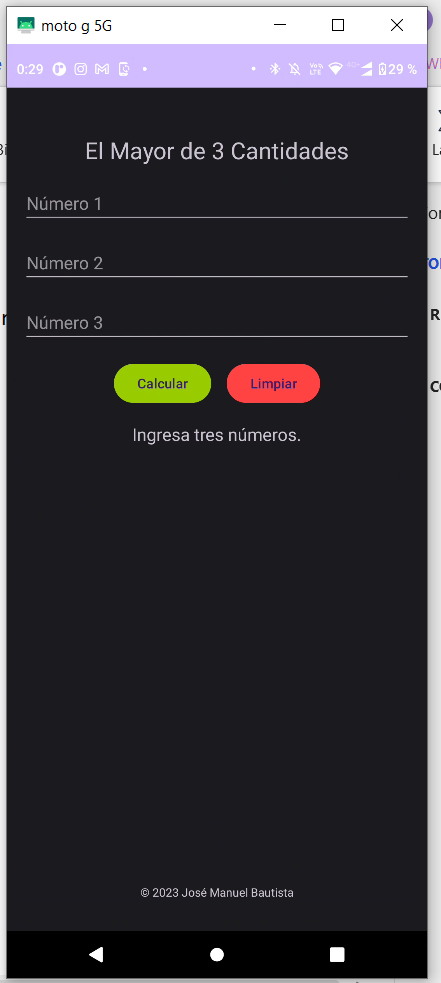 moto g 5G
0:29
29 %
El Mayor de 3 Cantidades
Número 1
Número 2
Número 3
Calcular Limpiar
Ingresa tres números.
© 2023 José Manuel Bautista